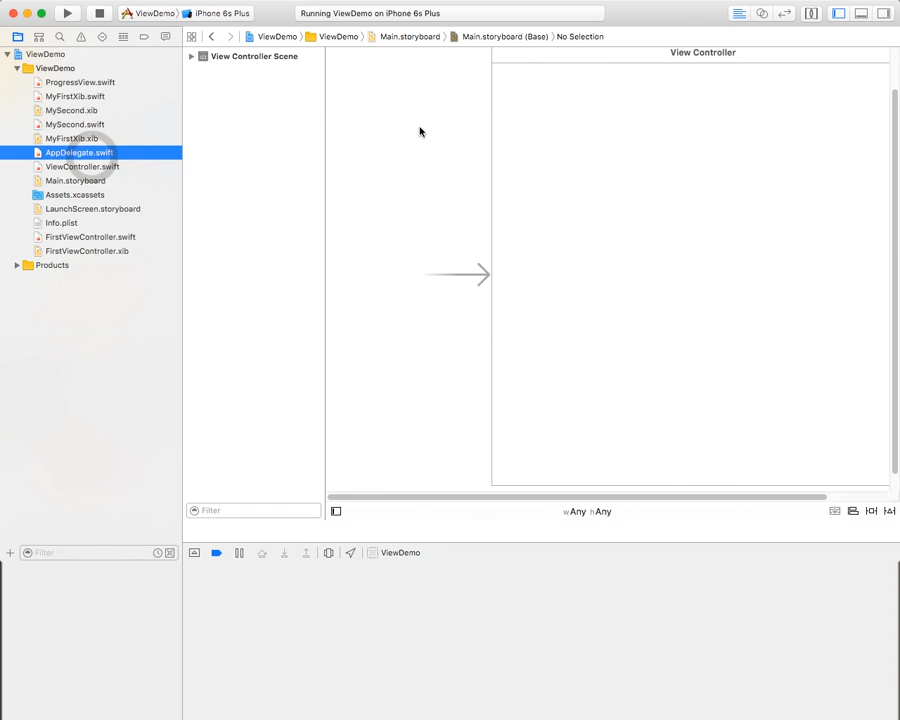 ViewDemo 〉 iPhone 6s Plus
Running ViewDemo on iPhone 6s Plus
ViewDemo 〉 ViewDemo 〉 Main.storyboard 〉 Main.storyboard (Base) 〉 No Selection
ViewDemo
ViewDemo
ProgressView.swift
MyFirstXib.swift
MySecond.xib
MySecond.swift
MyFirstXib.xib
AppDelegate.swift
ViewController.swift
Main.storyboard
Assets.xcassets
LaunchScreen.storyboard
Info.plist
FirstViewController.swift
FirstViewController.xib
Products
Filter
View Controller Scene
Filter
View Controller
wAny hAny
ViewDemo